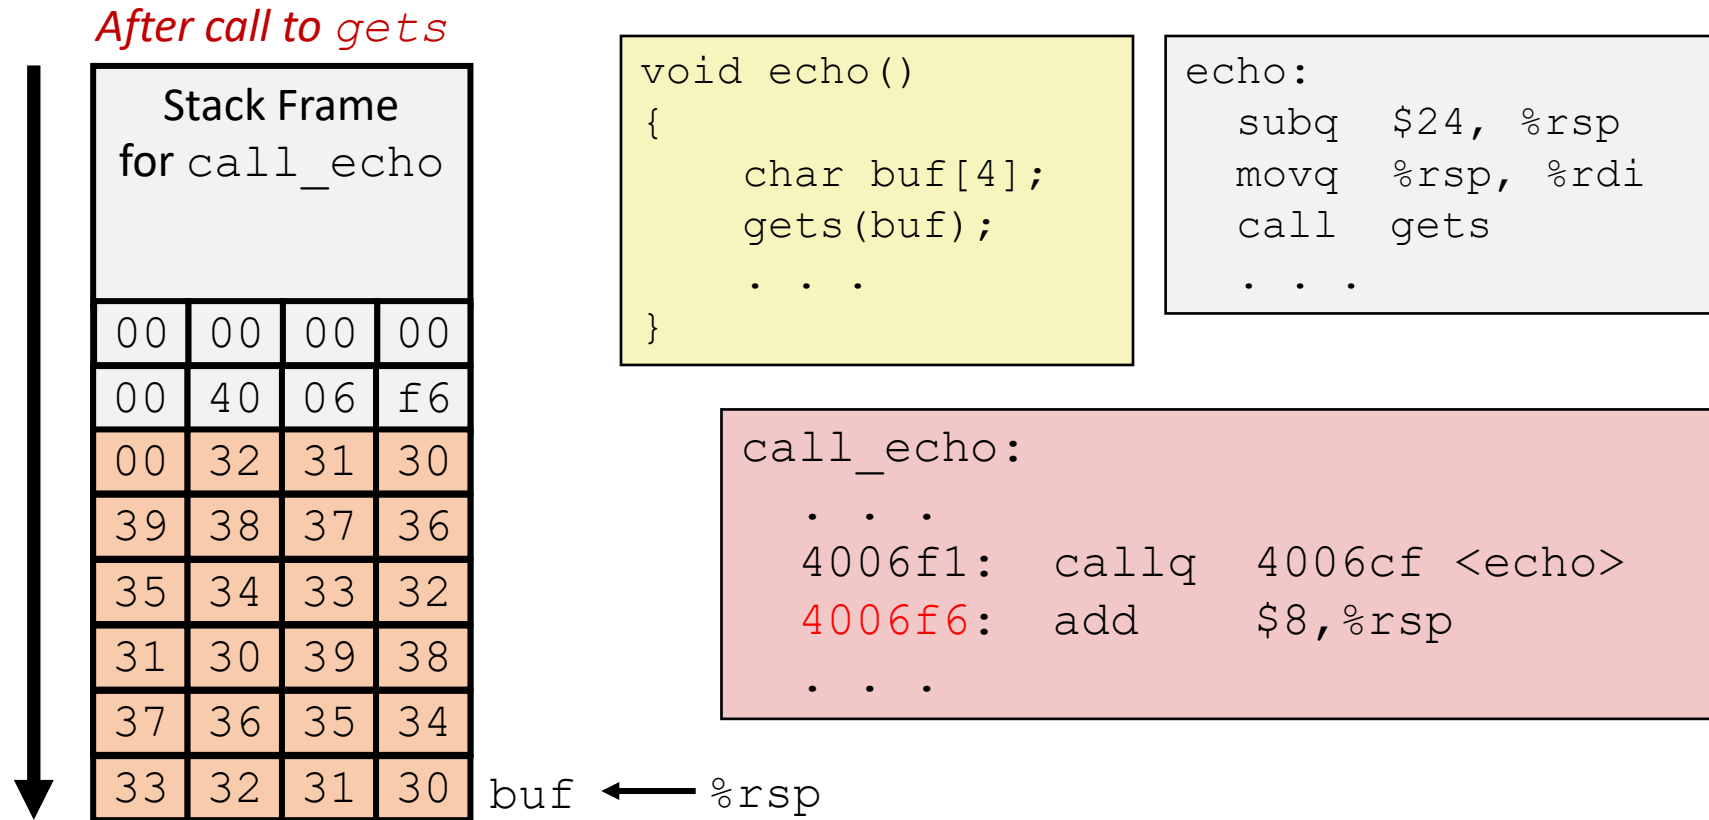 After call to gets
Stack Frame
for call_echo
00 00 00 00
00 40 06 f6
00 32 31 30
39 38 37 36
35 34 33 32
31 30 39 38
37 36 35 34
33 32 31 30
buf
%rsp
void echo()
{
    char buf[4];
    gets(buf);
    . . .
}
echo:
  subq  $24, %rsp
  movq  %rsp, %rdi
  call  gets
  . . .
call_echo:
  . . .
  4006f1:  callq  4006cf <echo>
  4006f6:  add    $8,%rsp
  . . .